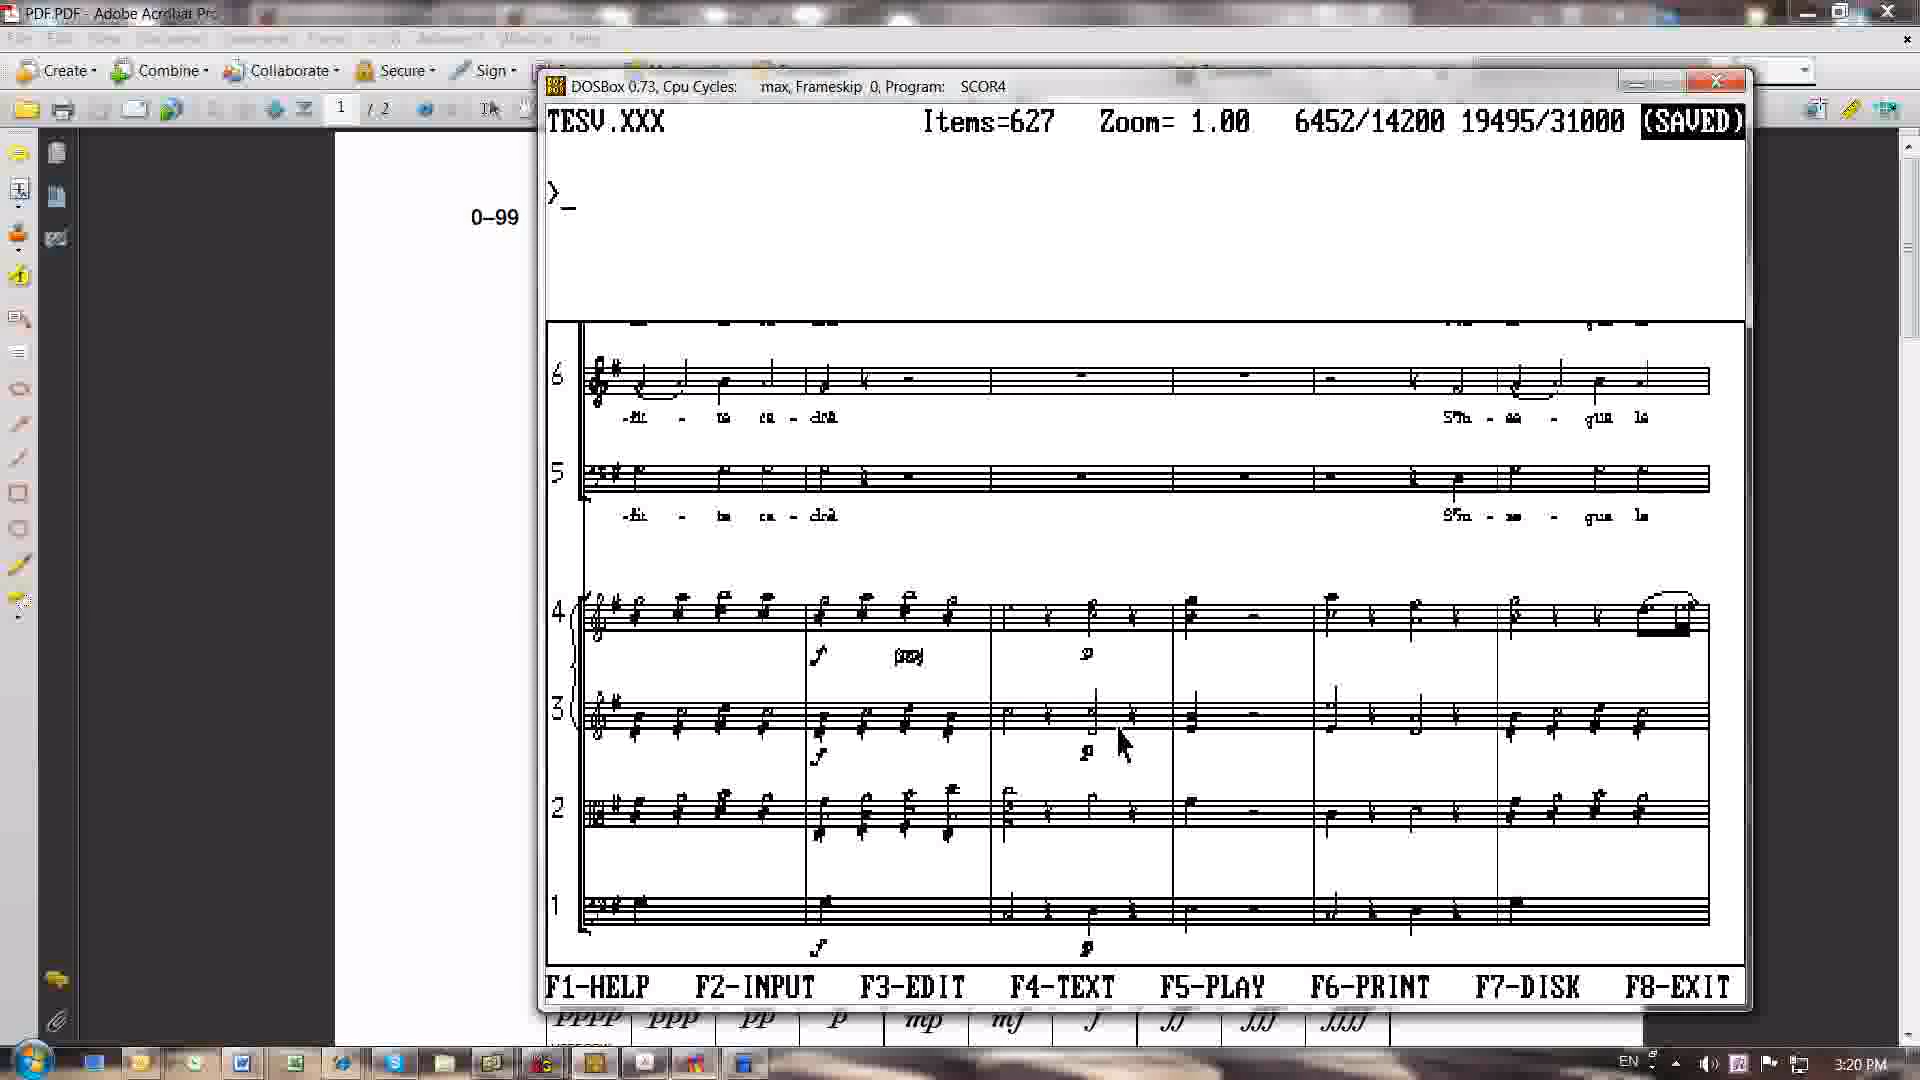 PDF.PDF - Adobe Acrobat Pro
Create Combine Collaborate Secure Sign
1 / 2
0–99
DOSBox 0.73, Cpu Cycles: max, Frameskip 0, Program: SCOR4
TESV.XXX Items=627 Zoom= 1.00 6452/14200 19495/31000 (SAVED)
>_
6
5
4
f p
3
f p
2
1
f p
F1-HELP F2-INPUT F3-EDIT F4-TEXT F5-PLAY F6-PRINT F7-DISK F8-EXIT
pppp ppp pp p mp mf f ff fff ffff
EN 3:20 PM